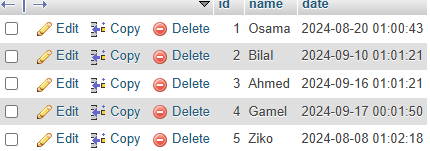 id name date
Edit Copy Delete 1 Osama 2024-08-20 01:00:43
Edit Copy Delete 2 Bilal 2024-09-10 01:01:21
Edit Copy Delete 3 Ahmed 2024-09-16 01:01:21
Edit Copy Delete 4 Gamel 2024-09-17 00:01:50
Edit Copy Delete 5 Ziko 2024-08-08 01:02:18